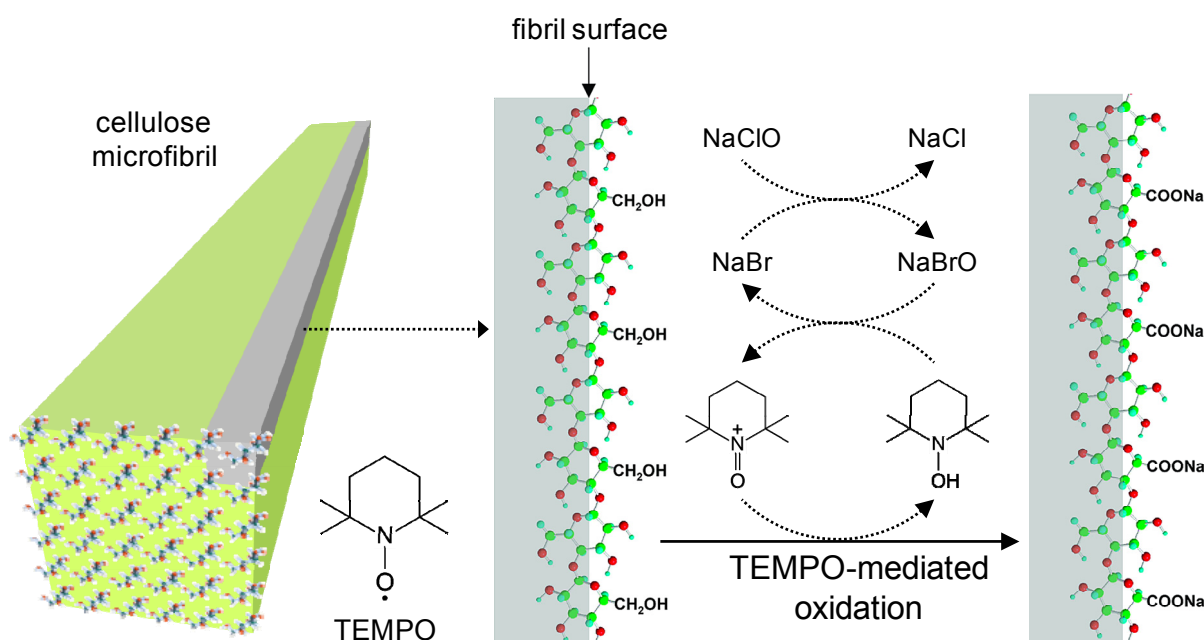 fibril surface
cellulose
microfibril
NaClO
NaCl
CH₂OH
COONa
NaBr
NaBrO
CH₂OH
COONa
+
N
O
N
OH
CH₂OH
COONa
N
O
•
TEMPO
TEMPO-mediated
oxidation
CH₂OH
COONa